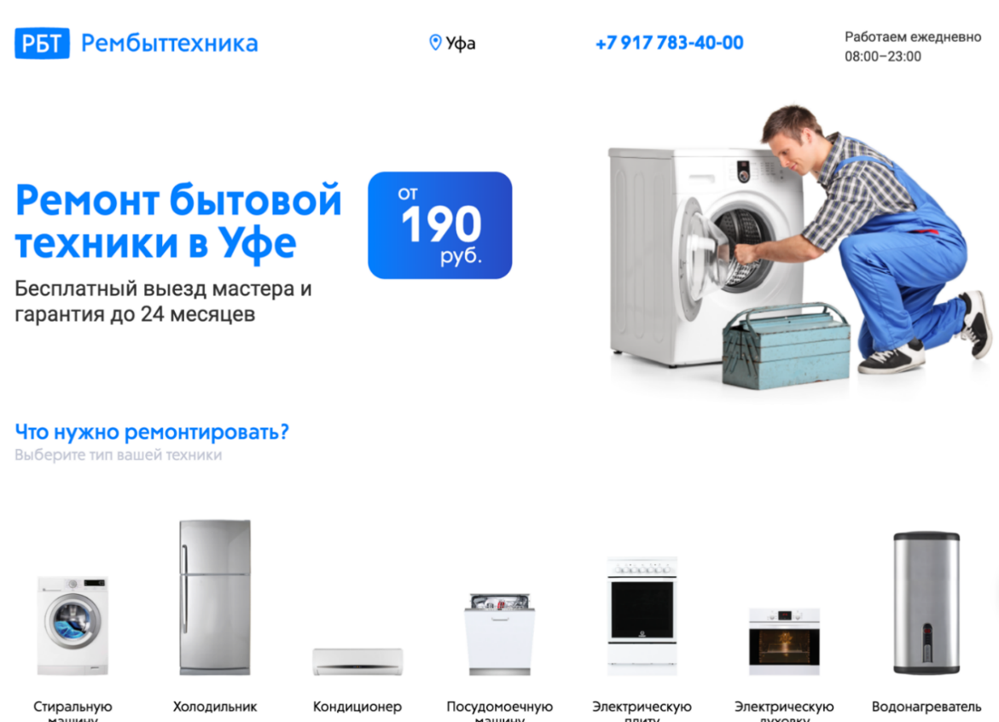 РБТ Рембыттехника
Уфа
+7 917 783-40-00
Работаем ежедневно
08:00–23:00
Ремонт бытовой
техники в Уфе
от
190
руб.
Бесплатный выезд мастера и
гарантия до 24 месяцев
Что нужно ремонтировать?
Выберите тип вашей техники
Стиральную
машину
Холодильник
Кондиционер
Посудомоечную
машину
Электрическую
плиту
Электрическую
духовку
Водонагреватель